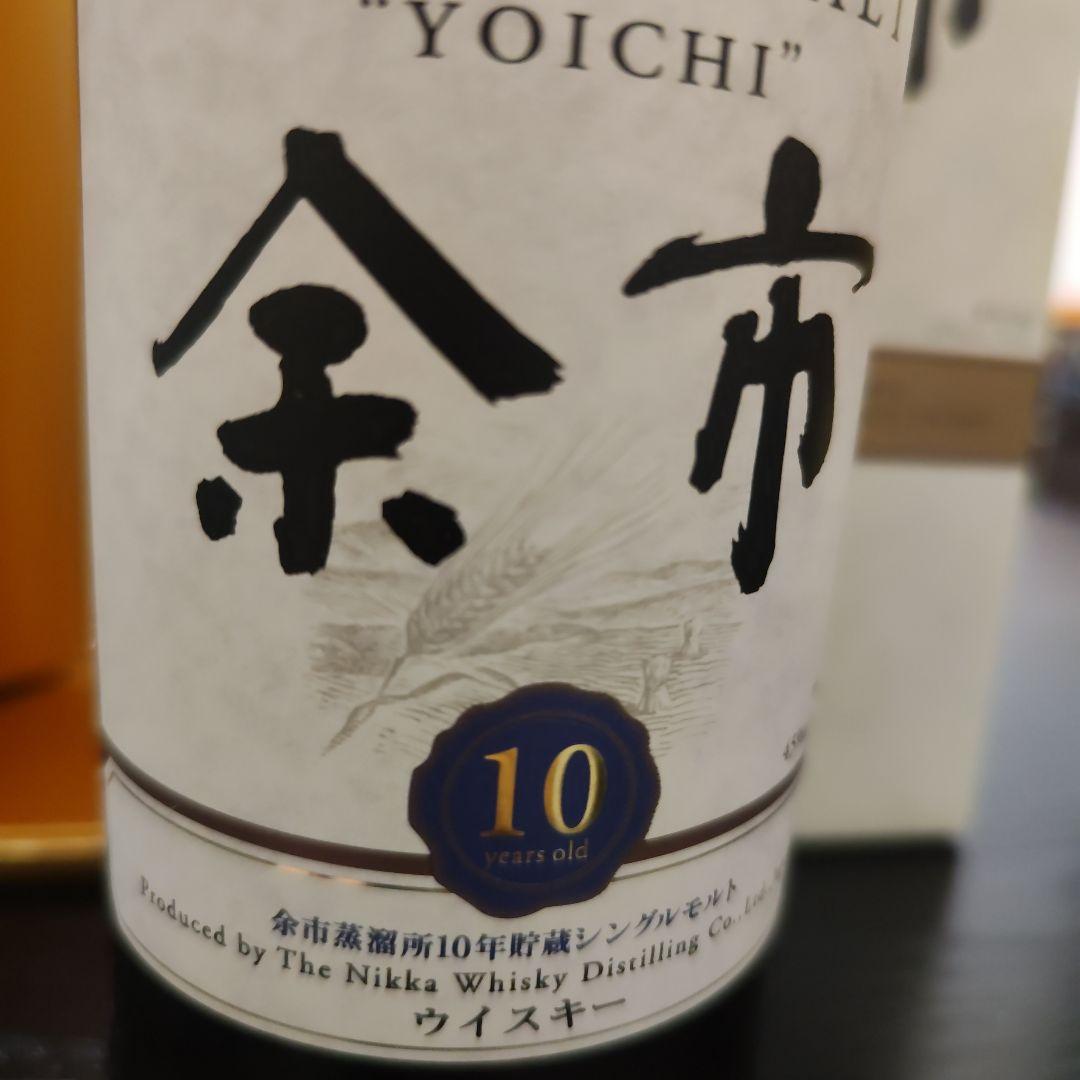 "YOICHI"
余市
10
years old
余市蒸溜所10年貯蔵シングルモルト
Produced by The Nikka Whisky Distilling Co., Ltd.,
ウイスキー